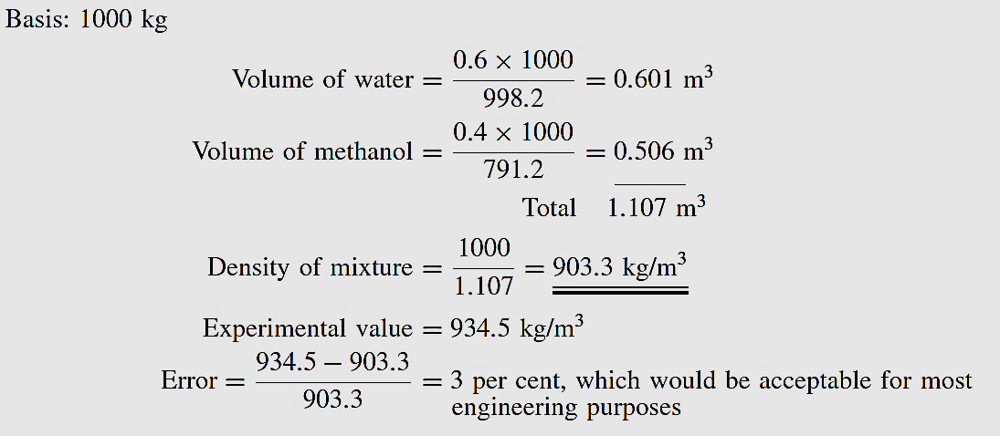 Basis: 1000 kg
Volume of water = 0.6 × 1000 / 998.2 = 0.601 m³
Volume of methanol = 0.4 × 1000 / 791.2 = 0.506 m³
Total 1.107 m³
Density of mixture = 1000 / 1.107 = 903.3 kg/m³
Experimental value = 934.5 kg/m³
Error = 934.5 − 903.3 / 903.3 = 3 per cent, which would be acceptable for most
engineering purposes